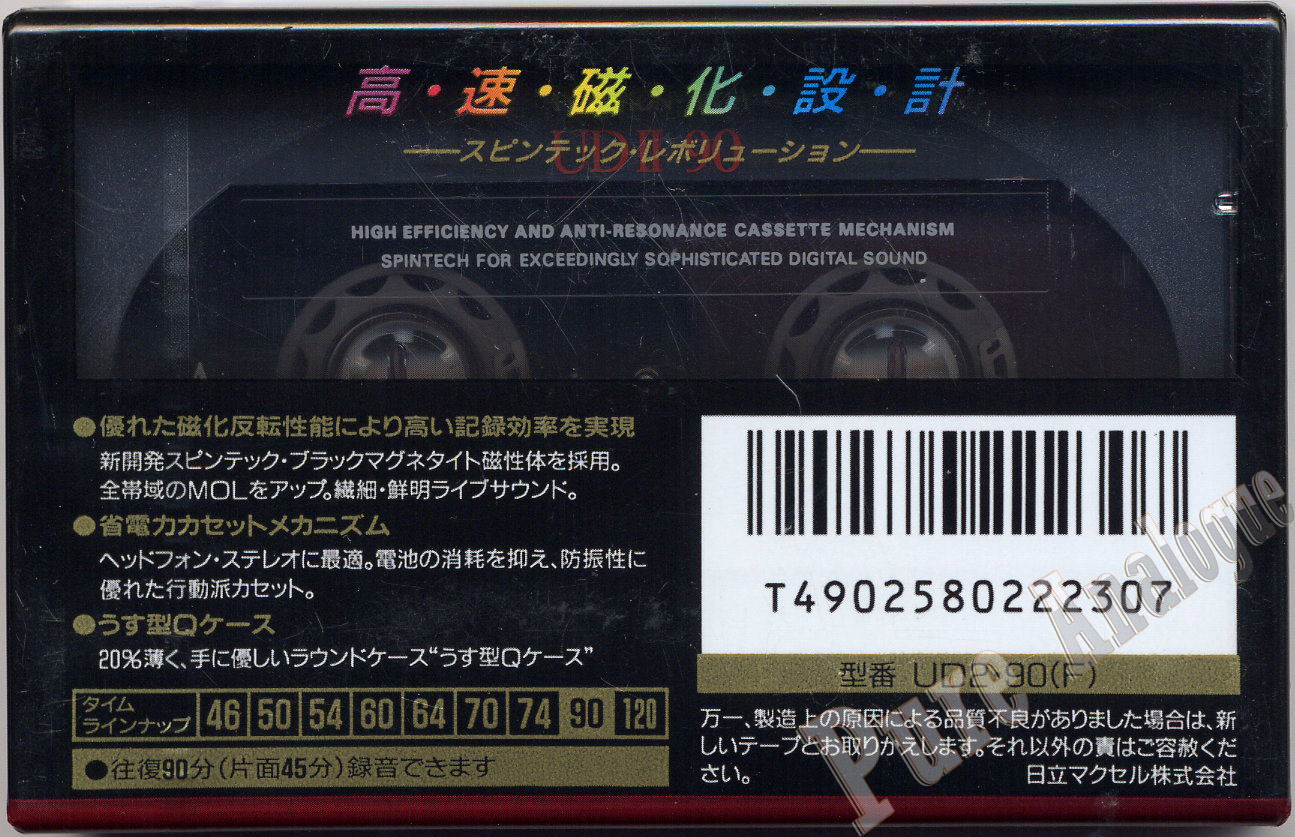 高・速・磁・化・設・計
UDⅡ・90
スピンテック・レボリューション
HIGH EFFICIENCY AND ANTI-RESONANCE CASSETTE MECHANISM
SPINTECH FOR EXCEEDINGLY SOPHISTICATED DIGITAL SOUND
A
●優れた磁化反転性能により高い記録効率を実現
新開発スピンテック・ブラックマグネタイト磁性体を採用。
全帯域のMOLをアップ。繊細・鮮明ライブサウンド。
●省電力カセットメカニズム
ヘッドフォン・ステレオに最適。電池の消耗を抑え、防振性に
優れた行動派カセット。
●うす型Qケース
20%薄く、手に優しいラウンドケース“うす型Qケース”
タイム
ラインナップ 46 50 54 60 64 70 74 90 120
●往復90分(片面45分)録音できます
T4902580222307
型番 UD2・90(F)
万一、製造上の原因による品質不良がありました場合は、新
しいテープとお取りかえします。それ以外の責はご容赦くだ
さい。 日立マクセル株式会社
Pure Analogue